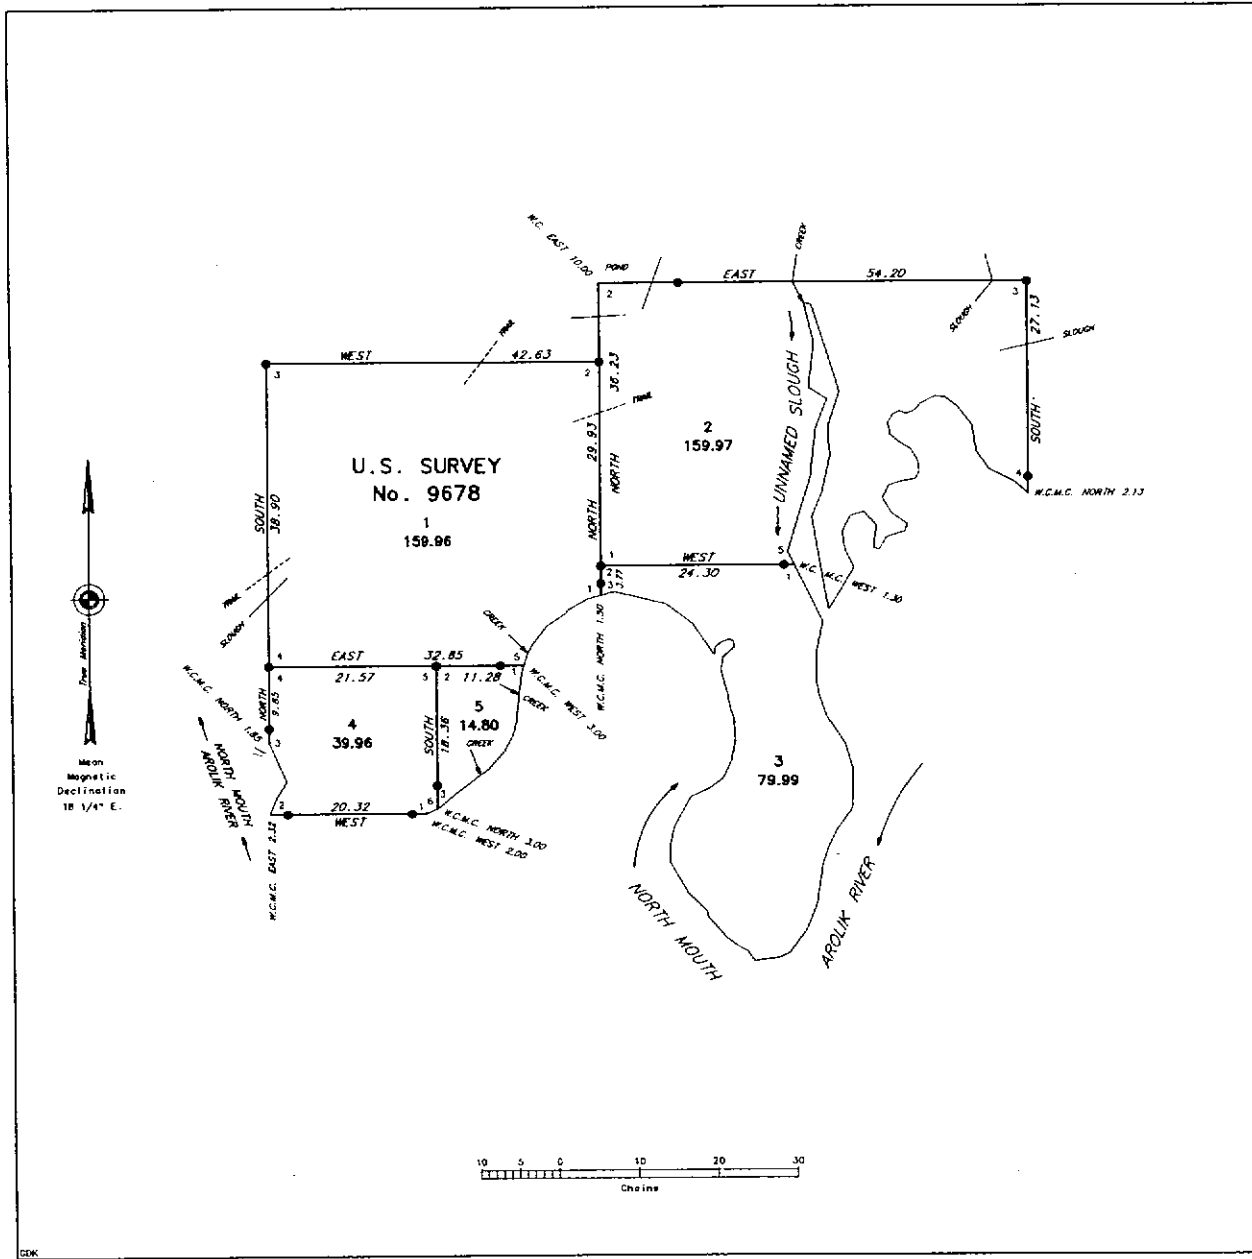 W.C. EAST 10.00
POND
CREEK
2
EAST
54.20
3
SLOUGH
27.13
SLOUGH
TRAIL
WEST
42.63
3
2
36.23
TRAIL
UNNAMED SLOUGH
SOUTH
2
159.97
29.93
NORTH
U.S. SURVEY
No. 9678
4
W.C.M.C. NORTH 2.13
SOUTH
38.90
1
159.96
NORTH
1
WEST
24.30
5
1
W.C.M.C. WEST 1.30
2
3
3.77
1
TRAIL
SLOUGH
CREEK
W.C.M.C. NORTH 1.50
True Meridian
4
EAST
32.85
5
4
21.57
5
2
11.28
1
W.C.M.C. WEST 3.00
CREEK
W.C.M.C. NORTH 1.85
NORTH
9.85
4
39.96
SOUTH
18.36
5
14.80
CREEK
3
11
NORTH MOUTH
AROLIK RIVER
3
79.99
Mean
Magnetic
Declination
18 1/4° E.
2
20.32
WEST
1
6
3
W.C.M.C. NORTH 3.00
W.C.M.C. WEST 2.00
W.C.M.C. EAST 2.32
NORTH MOUTH
AROLIK RIVER
10 5 0 10 20 30
Chains
GDK